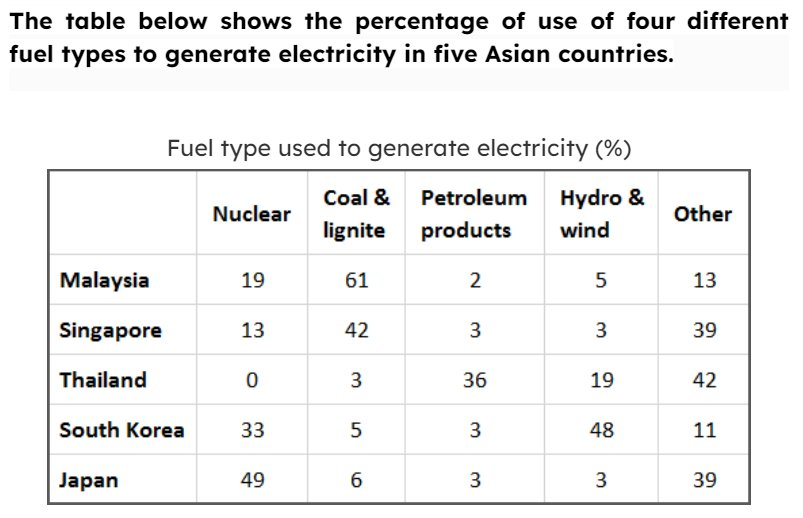 The table below shows the percentage of use of four different
fuel types to generate electricity in five Asian countries.
Fuel type used to generate electricity (%)
Nuclear Coal & lignite Petroleum products Hydro & wind Other
Malaysia 19 61 2 5 13
Singapore 13 42 3 3 39
Thailand 0 3 36 19 42
South Korea 33 5 3 48 11
Japan 49 6 3 3 39